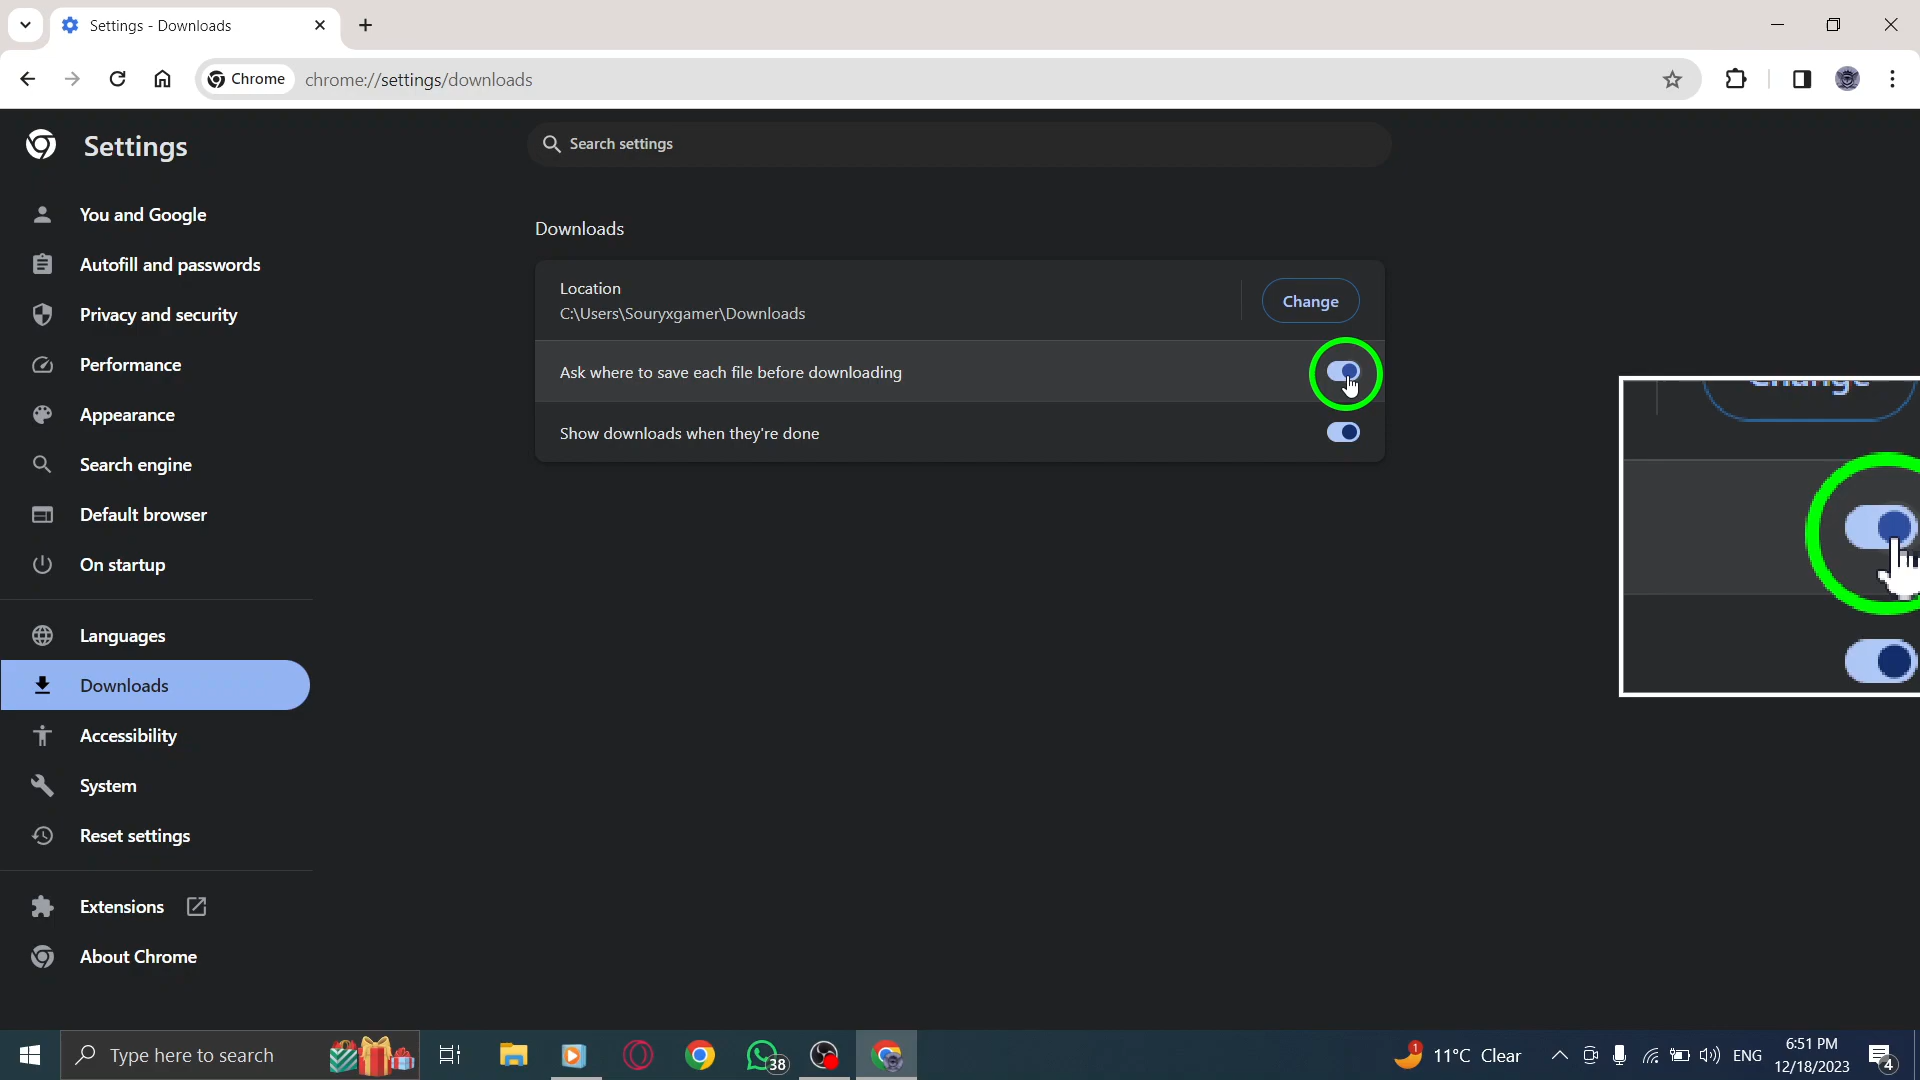 Settings - Downloads
Chrome
chrome://settings/downloads
Settings
Search settings
You and Google
Autofill and passwords
Privacy and security
Performance
Appearance
Search engine
Default browser
On startup
Languages
Downloads
Accessibility
System
Reset settings
Extensions
About Chrome
Downloads
Location
C:\Users\Souryxgamer\Downloads
Change
Ask where to save each file before downloading
Show downloads when they're done
Change
Type here to search
38
1
11°C Clear
ENG
6:51 PM
12/18/2023
4